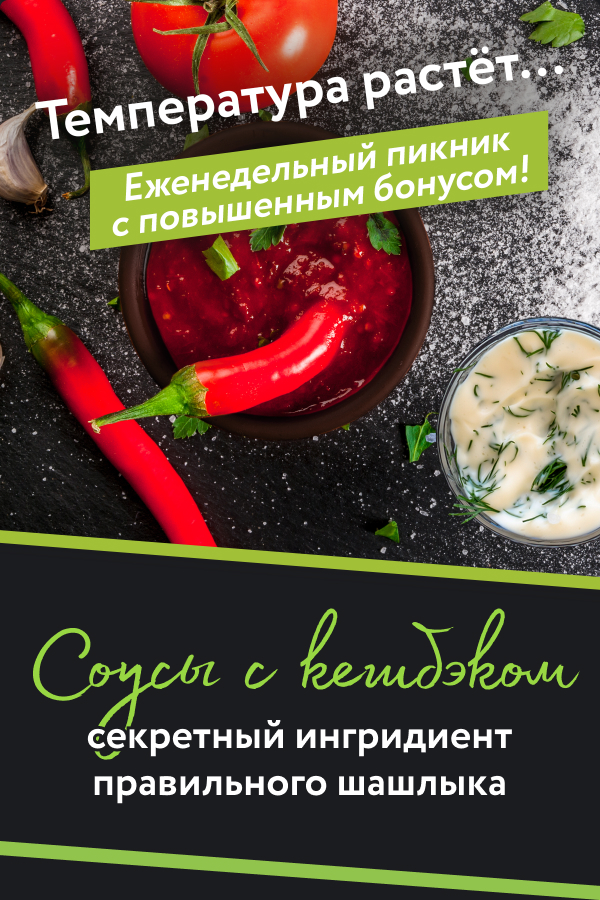 Температура растёт...
Еженедельный пикник
с повышенным бонусом!
Соусы с кешбэком
секретный ингридиент
правильного шашлыка